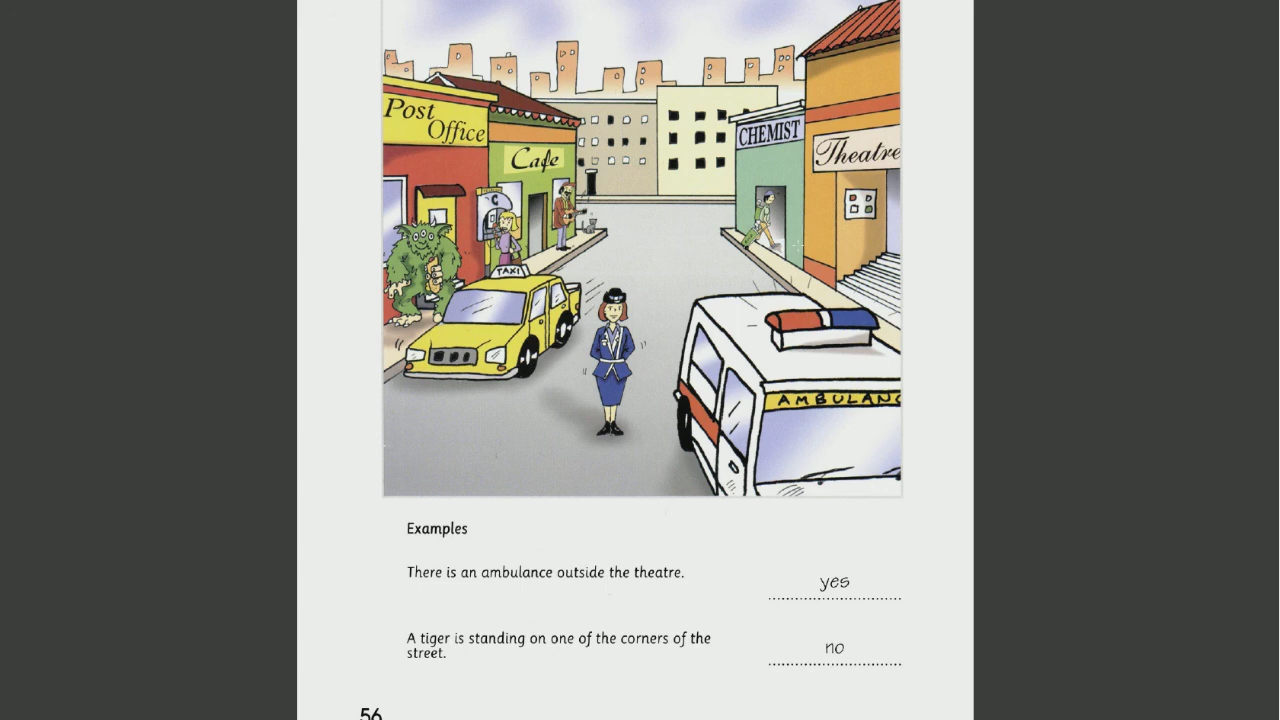 Post
Office
Cafe
CHEMIST
Theatre
C
TAXI
AMBULANC
Examples
There is an ambulance outside the theatre.
yes
A tiger is standing on one of the corners of the
street.
no
56